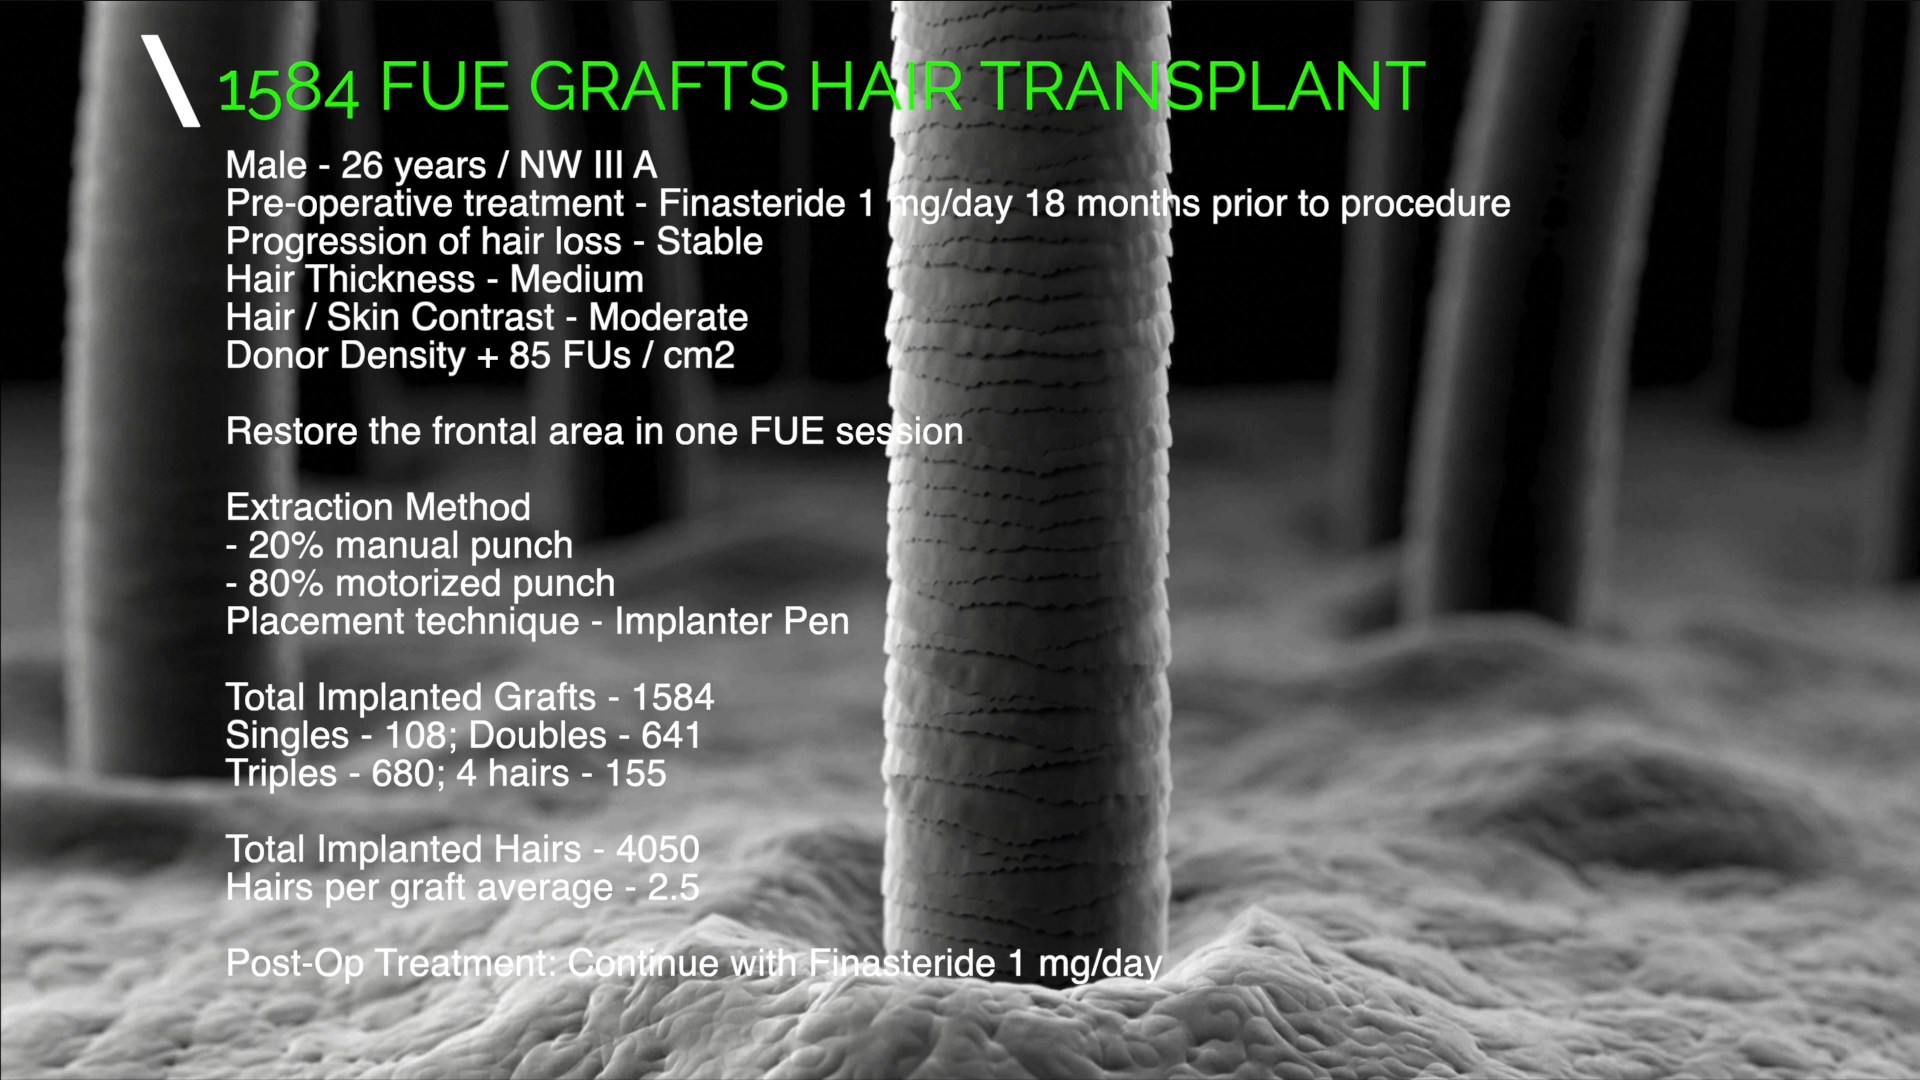 \ 1584 FUE GRAFTS HAIR TRANSPLANT
Male - 26 years / NW III A
Pre-operative treatment - Finasteride 1 mg/day 18 months prior to procedure
Progression of hair loss - Stable
Hair Thickness - Medium
Hair / Skin Contrast - Moderate
Donor Density + 85 FUs / cm2
Restore the frontal area in one FUE session
Extraction Method
- 20% manual punch
- 80% motorized punch
Placement technique - Implanter Pen
Total Implanted Grafts - 1584
Singles - 108; Doubles - 641
Triples - 680; 4 hairs - 155
Total Implanted Hairs - 4050
Hairs per graft average - 2.5
Post-Op Treatment: Continue with Finasteride 1 mg/day